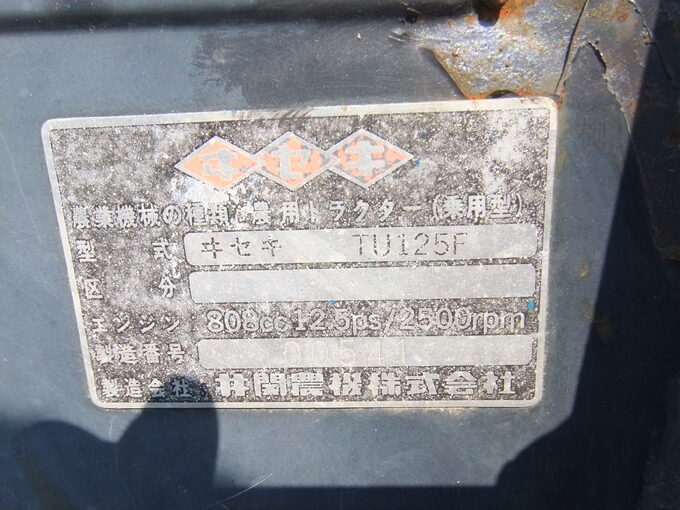 ヰセキ
農業機械の種類 農用トラクター(乗用型)
型式 ヰセキ TU125F
区分
エンジン 808cc 12.5ps/2500rpm
製造番号 00541
製造会社 井関農機株式会社